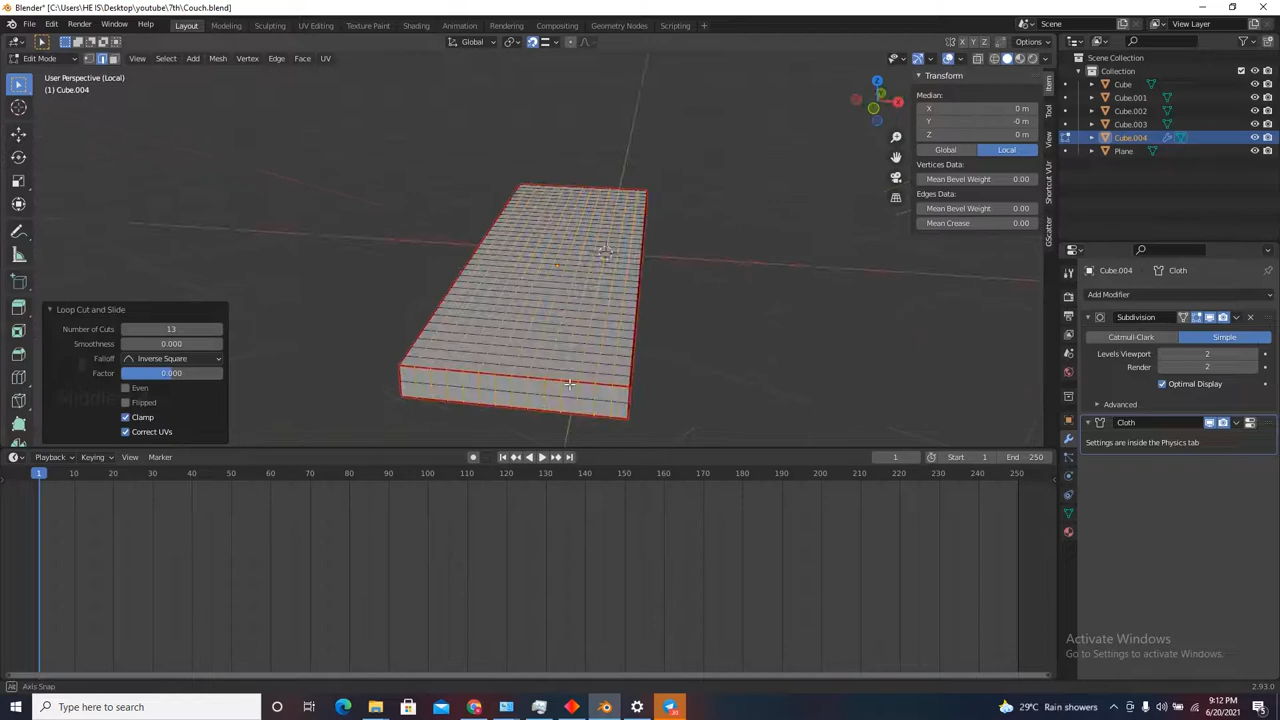 Blender* [C:\Users\HE IS\Desktop\youtube\7th\Couch.blend]
File Edit Render Window Help Layout Modeling Sculpting UV Editing Texture Paint Shading Animation Rendering Compositing Geometry Nodes Scripting + Scene View Layer
Global X Y Z Options
Edit Mode View Select Add Mesh Vertex Edge Face UV
User Perspective (Local)
(1) Cube.004
Z
X
Y
Transform
Median:
X 0 m
Y -0 m
Z 0 m
Global Local
Vertices Data:
Mean Bevel Weight 0.00
Edges Data:
Mean Bevel Weight 0.00
Mean Crease 0.00
Item
Tool
View
Shortcut VUr
GScatter
Scene Collection
Collection
Cube
Cube.001
Cube.002
Cube.003
Cube.004
Plane
Cube.004 Cloth
Add Modifier
Subdivision
Catmull-Clark Simple
Levels Viewport 2
Render 2
Optimal Display
Advanced
Cloth
Settings are inside the Physics tab
Loop Cut and Slide
Number of Cuts 13
Smoothness 0.000
Falloff Inverse Square
Factor 0.000
Even
Flipped
Clamp
Correct UVs
Playback Keying View Marker 1 Start 1 End 250
1 10 20 30 40 50 60 70 80 90 100 110 120 130 140 150 160 170 180 190 200 210 220 230 240 250
Activate Windows
Go to Settings to activate Windows.
Axis Snap 2.93.0
Type here to search
29°C Rain showers
9:12 PM
6/20/2021